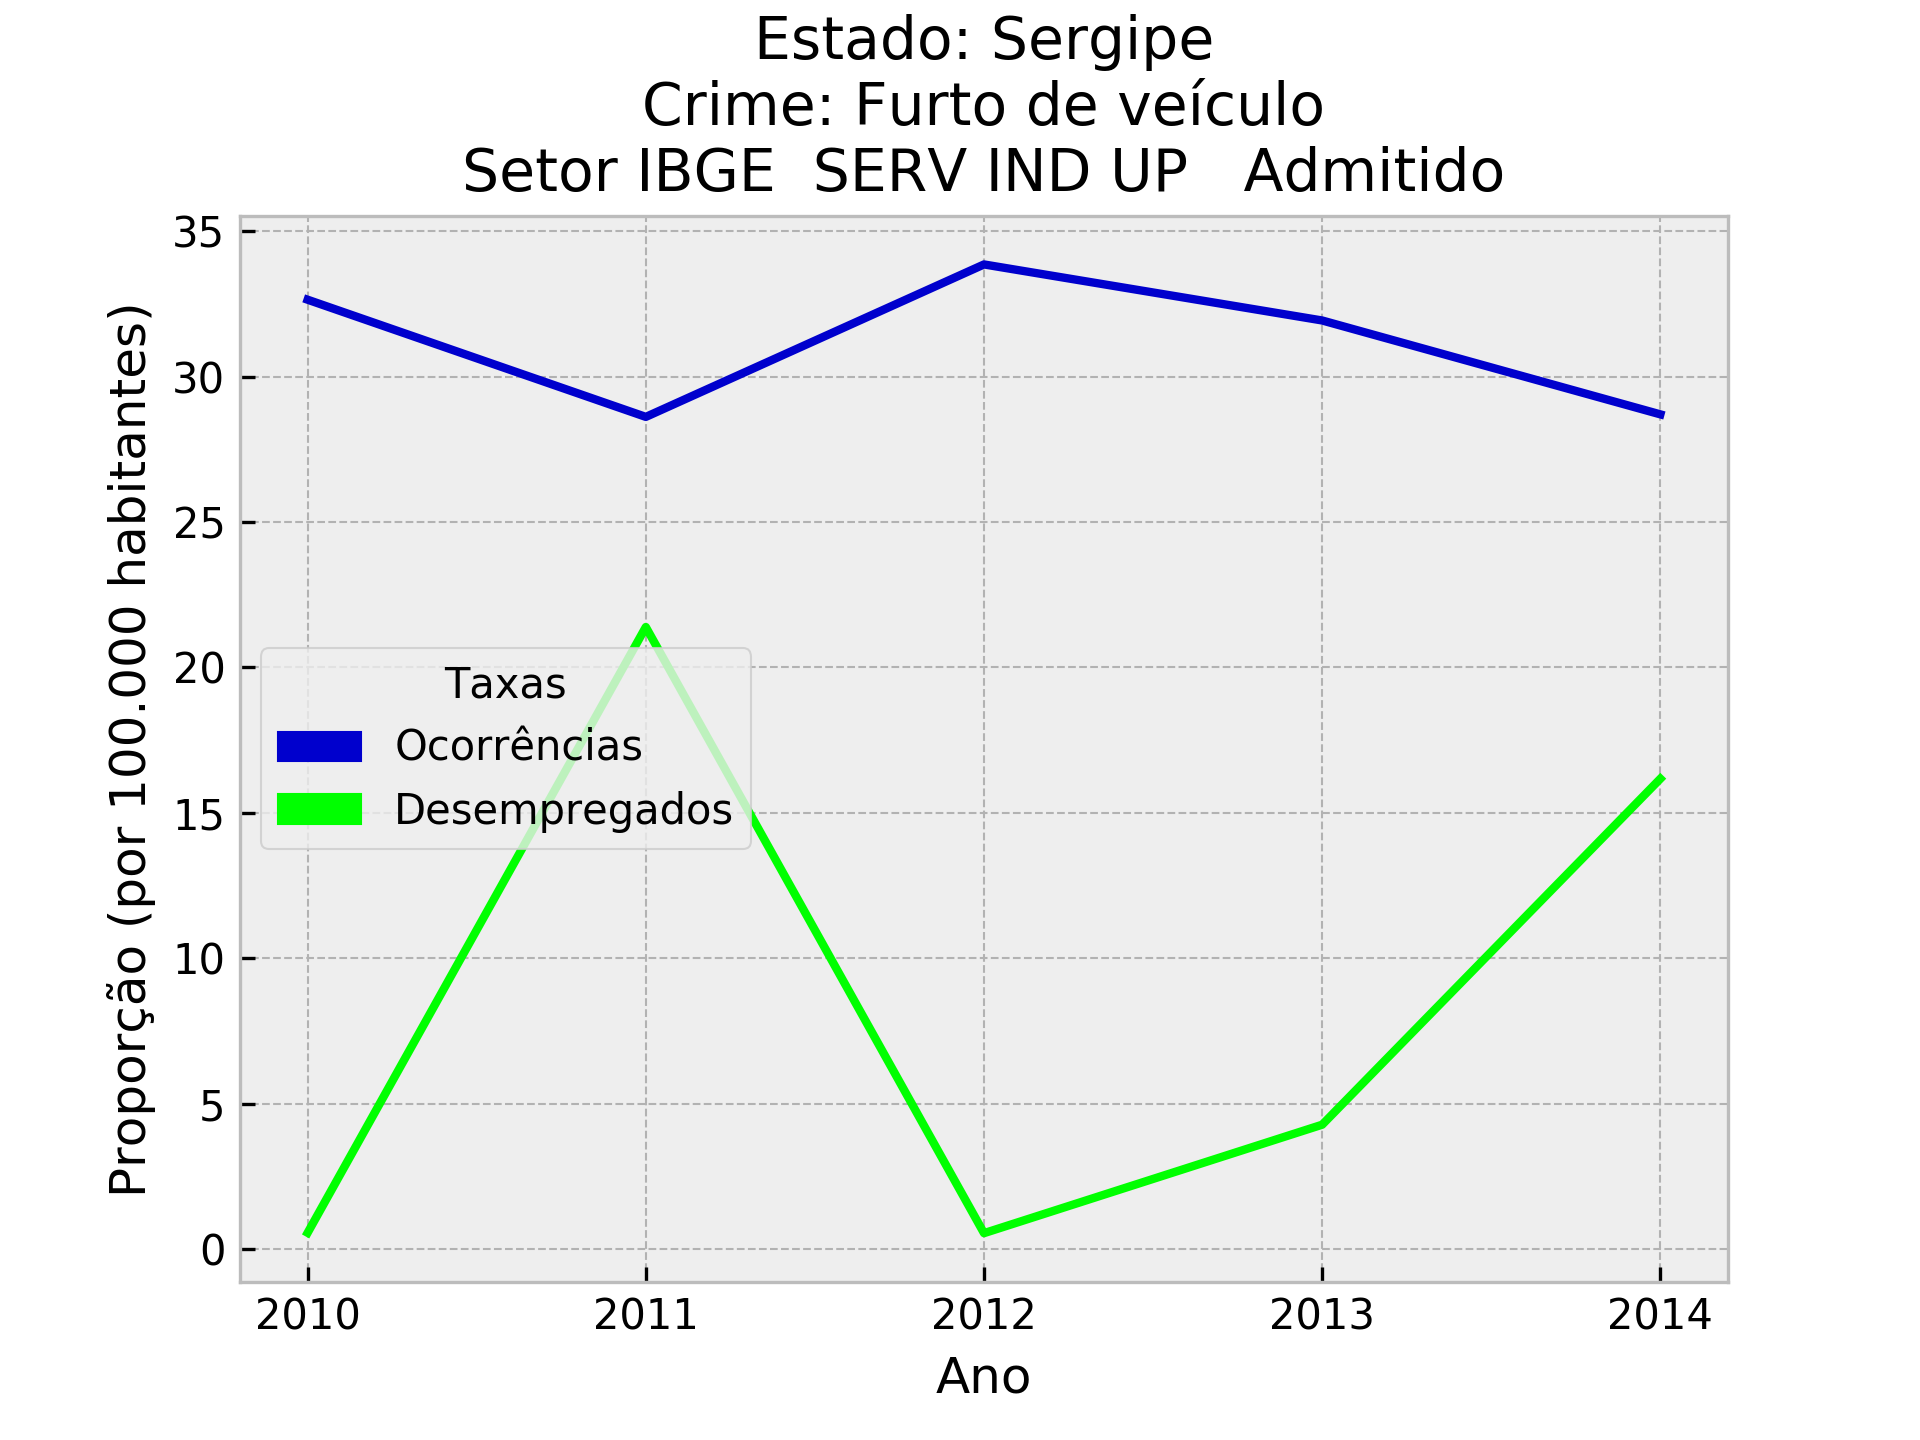 Estado: Sergipe
Crime: Furto de veículo
Setor IBGE  SERV IND UP   Admitido
Proporção (por 100.000 habitantes)
35
30
25
20
15
10
5
0
Taxas
Ocorrências
Desempregados
2010 2011 2012 2013 2014
Ano